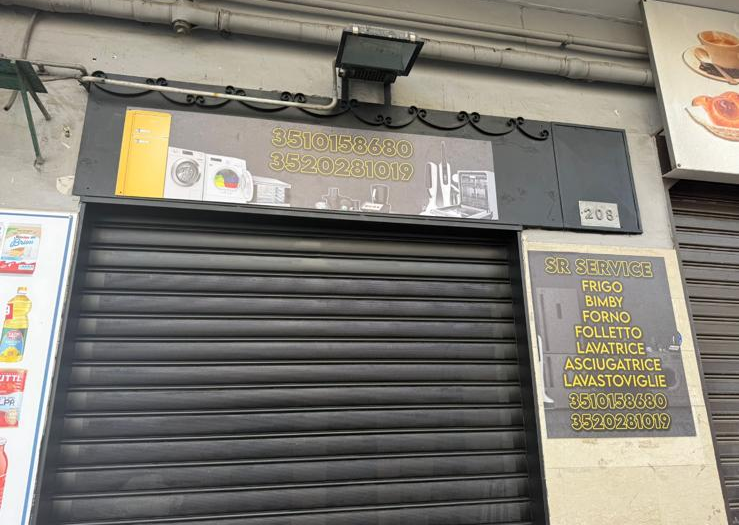 3510158680
3520281019
208
SR SERVICE
FRIGO
BIMBY
FORNO
FOLLETTO
LAVATRICE
ASCIUGATRICE
LAVASTOVIGLIE
3510158680
3520281019